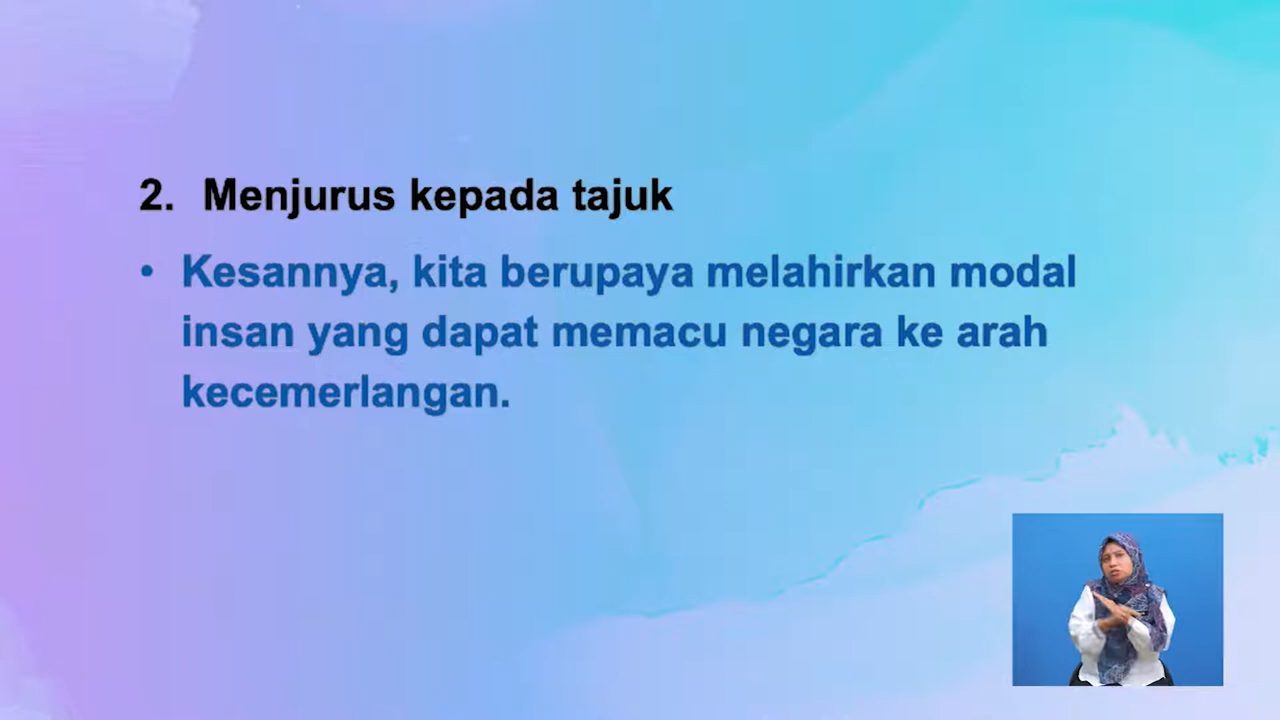 2. Menjurus kepada tajuk
• Kesannya, kita berupaya melahirkan modal
insan yang dapat memacu negara ke arah
kecemerlangan.